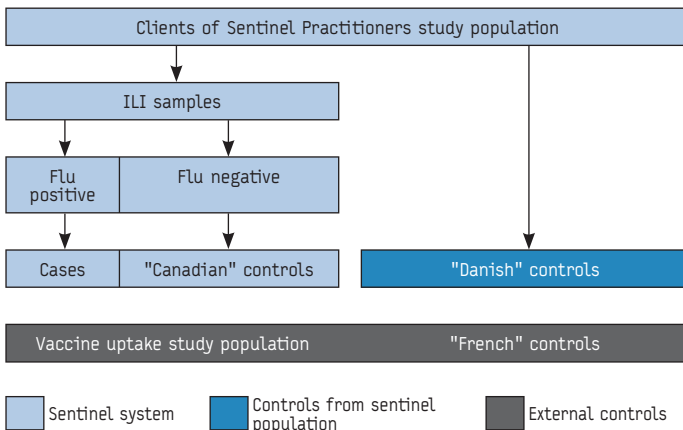 Clients of Sentinel Practitioners study population
ILI samples
Flu
positive
Flu negative
Cases
"Canadian" controls
"Danish" controls
Vaccine uptake study population
"French" controls
Sentinel system
Controls from sentinel
population
External controls